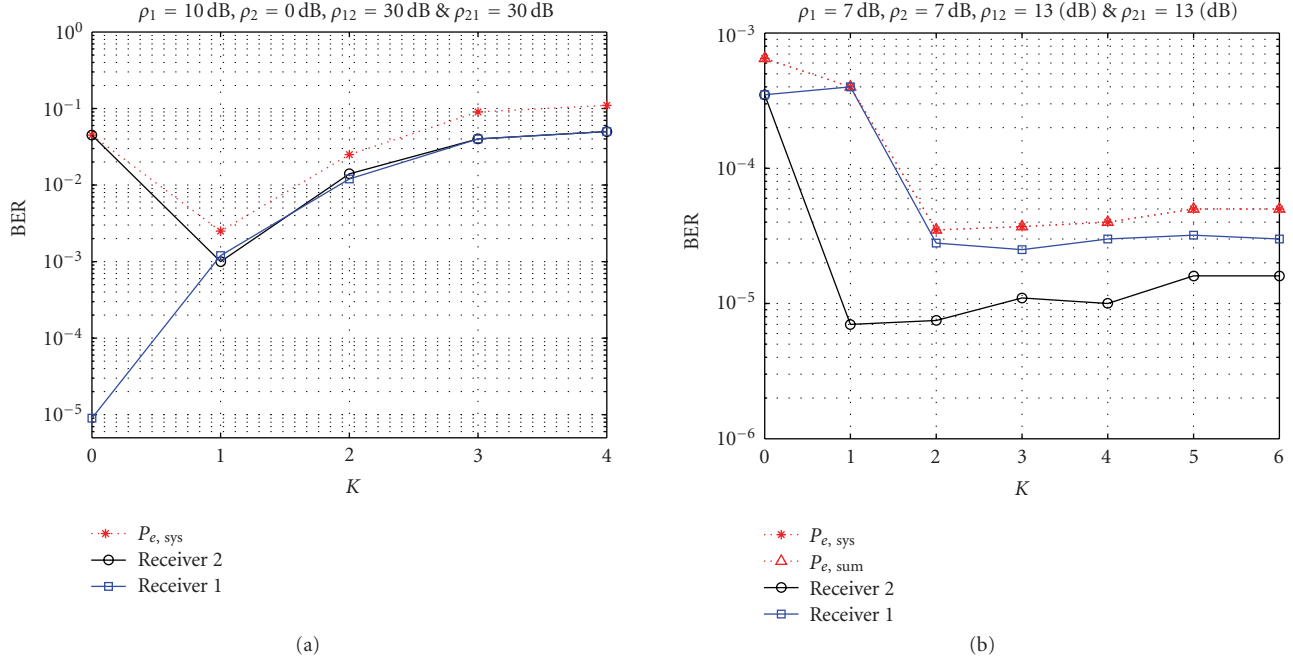 ρ₁ = 10 dB, ρ₂ = 0 dB, ρ₁₂ = 30 dB & ρ₂₁ = 30 dB
10⁰
10⁻¹
10⁻²
10⁻³
10⁻⁴
10⁻⁵
BER
0 1 2 3 4
K
Pₑ, sys
Receiver 2
Receiver 1
(a)
ρ₁ = 7 dB, ρ₂ = 7 dB, ρ₁₂ = 13 (dB) & ρ₂₁ = 13 (dB)
10⁻³
10⁻⁴
10⁻⁵
10⁻⁶
BER
0 1 2 3 4 5 6
K
Pₑ, sys
Pₑ, sum
Receiver 2
Receiver 1
(b)